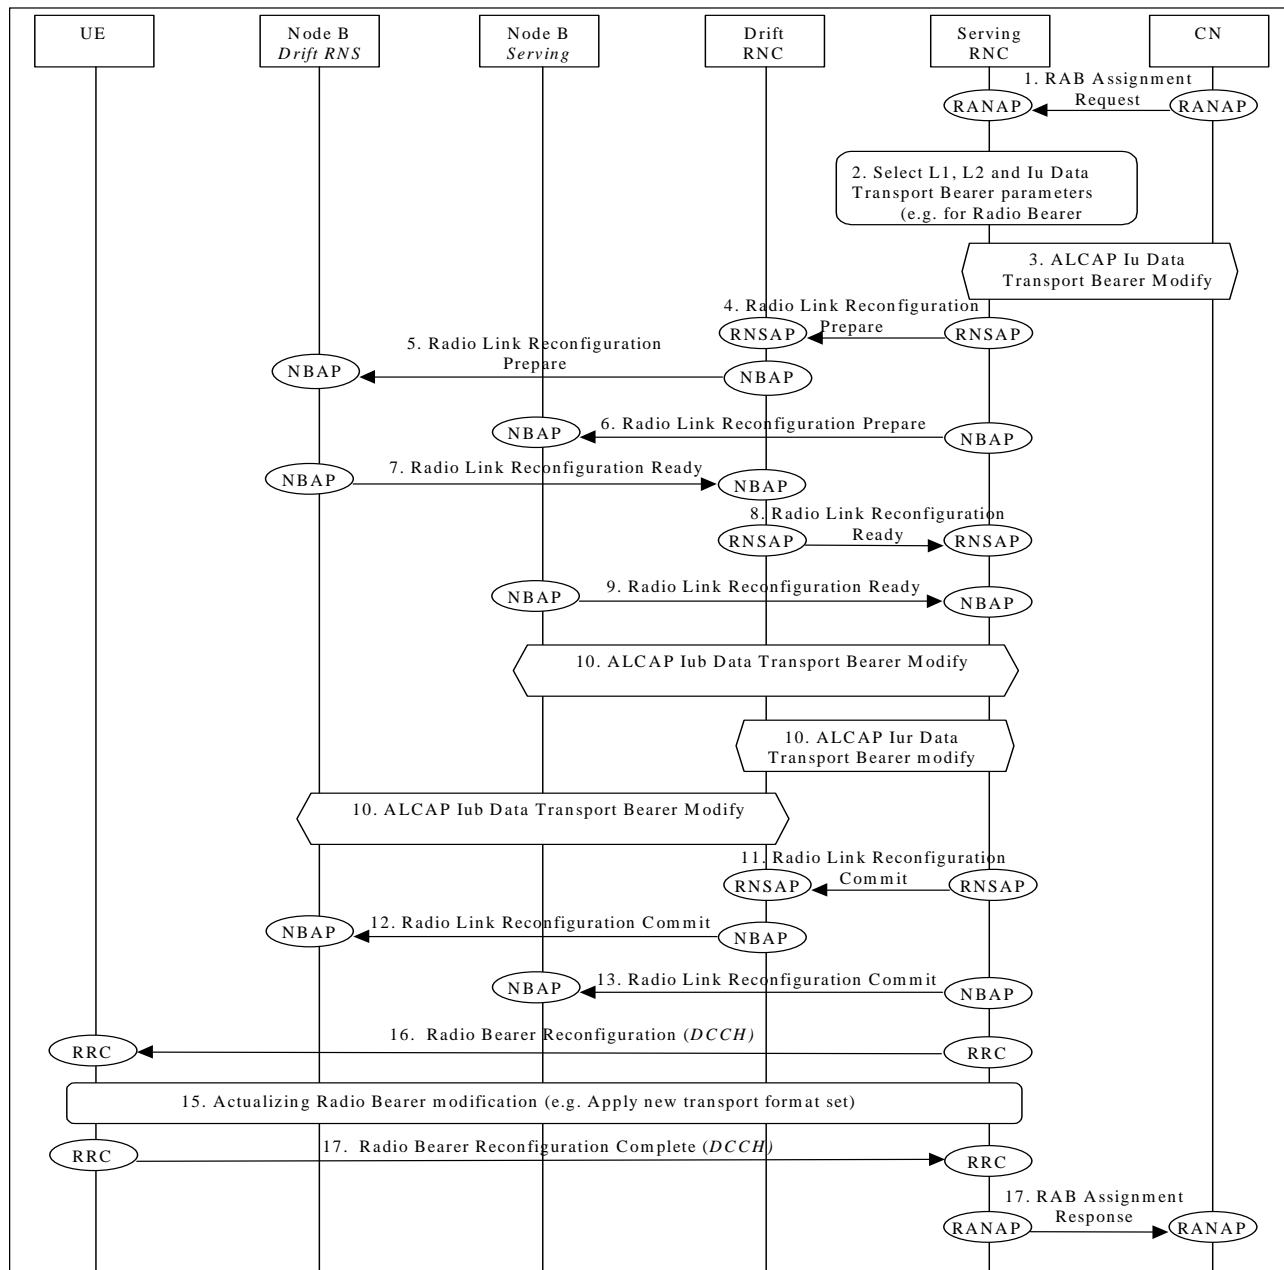 UE
Node B
Drift RNS
Node B
Serving
Drift
RNC
Serving
RNC
CN
1. RAB Assignment
Request
RANAP
RANAP
2. Select L1, L2 and Iu Data
Transport Bearer parameters
(e.g. for Radio Bearer
3. ALCAP Iu Data
Transport Bearer Modify
4. Radio Link Reconfiguration
Prepare
RNSAP
RNSAP
5. Radio Link Reconfiguration
Prepare
NBAP
NBAP
6. Radio Link Reconfiguration Prepare
NBAP
NBAP
7. Radio Link Reconfiguration Ready
NBAP
NBAP
8. Radio Link Reconfiguration
Ready
RNSAP
RNSAP
9. Radio Link Reconfiguration Ready
NBAP
NBAP
10. ALCAP Iub Data Transport Bearer Modify
10. ALCAP Iur Data
Transport Bearer modify
10. ALCAP Iub Data Transport Bearer Modify
11. Radio Link Reconfiguration
Commit
RNSAP
RNSAP
12. Radio Link Reconfiguration Commit
NBAP
NBAP
13. Radio Link Reconfiguration Commit
NBAP
NBAP
16. Radio Bearer Reconfiguration (DCCH)
RRC
RRC
15. Actualizing Radio Bearer modification (e.g. Apply new transport format set)
17. Radio Bearer Reconfiguration Complete (DCCH)
RRC
RRC
17. RAB Assignment
Response
RANAP
RANAP